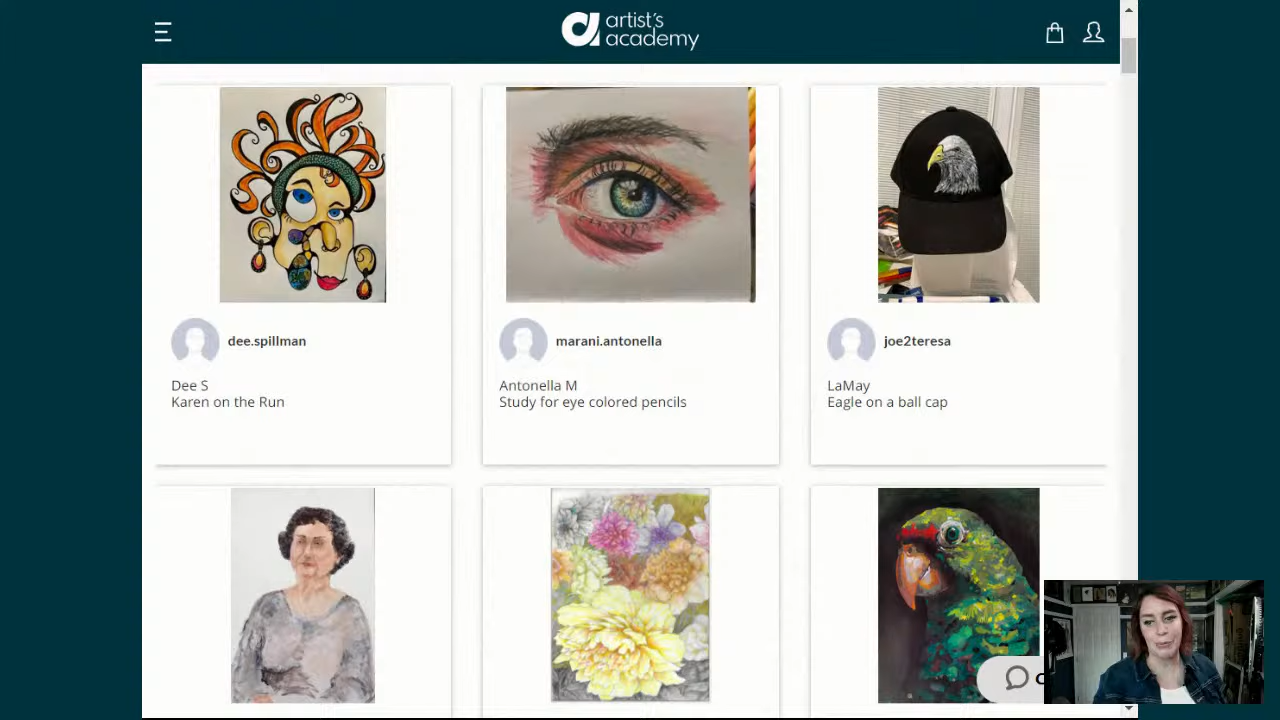 artist's
academy
dee.spillman
Dee S
Karen on the Run
marani.antonella
Antonella M
Study for eye colored pencils
joe2teresa
LaMay
Eagle on a ball cap